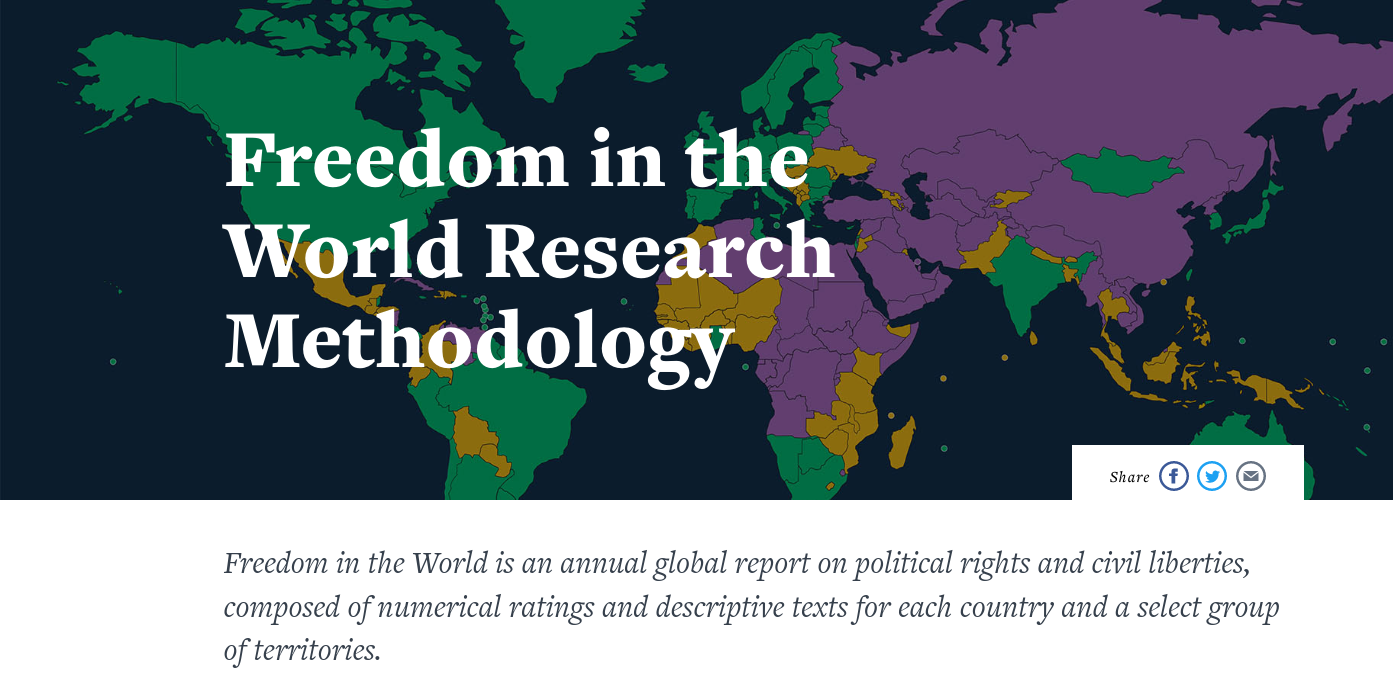 Freedom in the
World Research
Methodology
Share
Freedom in the World is an annual global report on political rights and civil liberties,
composed of numerical ratings and descriptive texts for each country and a select group
of territories.